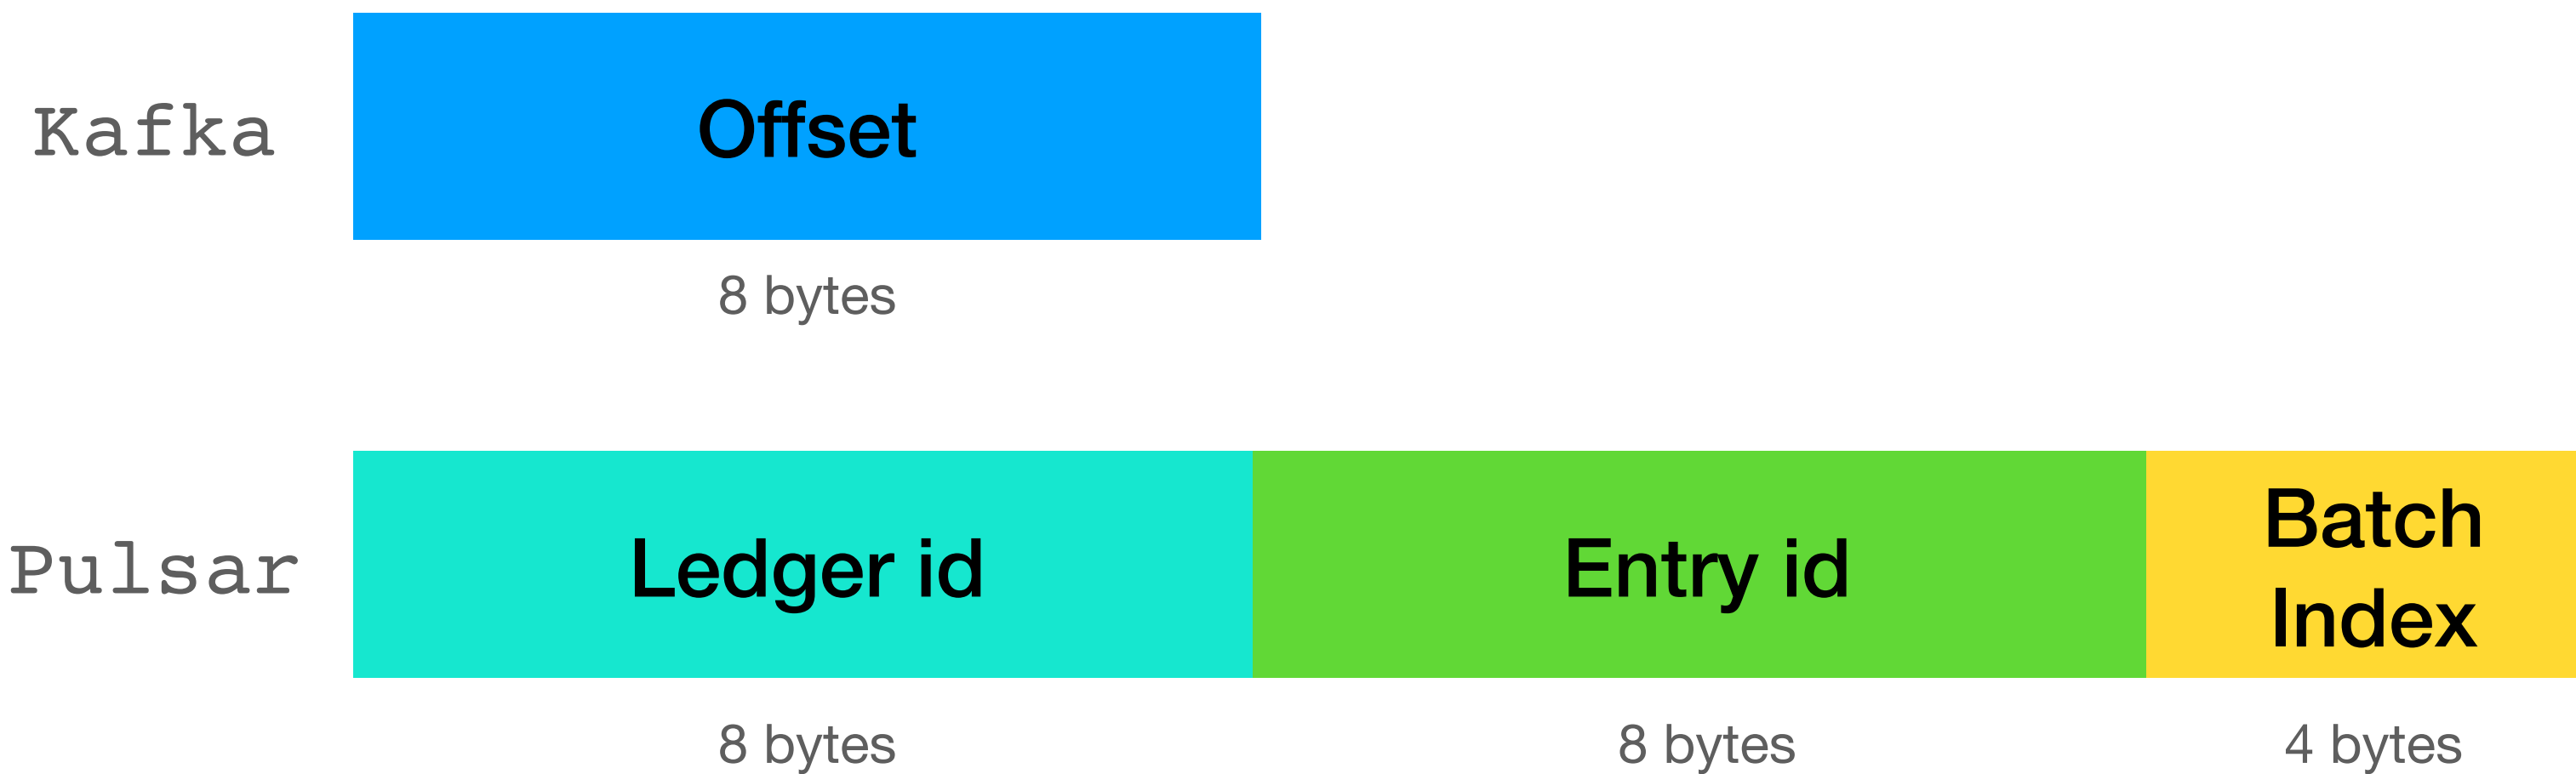 Kafka
Offset
8 bytes
Pulsar
Ledger id
Entry id
Batch
Index
8 bytes
8 bytes
4 bytes